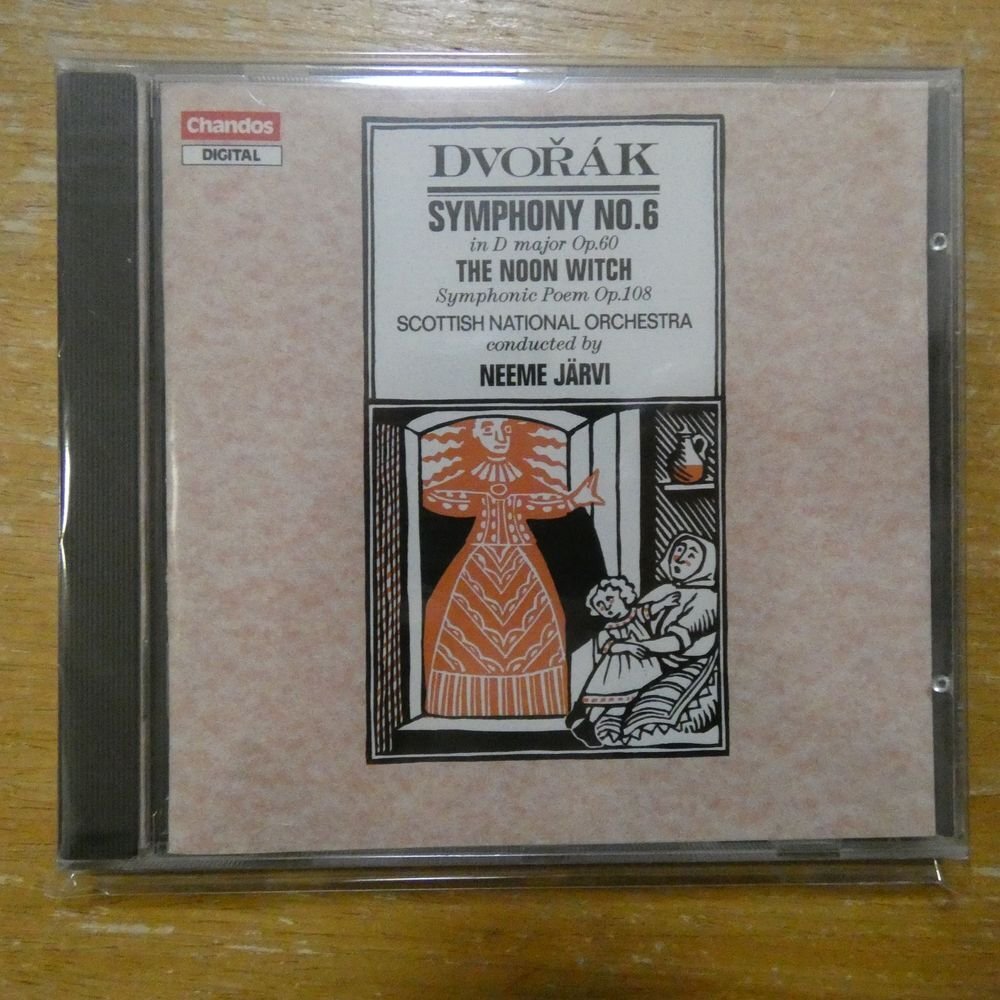 Chandos
DIGITAL
DVOŘÁK
SYMPHONY NO.6
in D major Op.60
THE NOON WITCH
Symphonic Poem Op.108
SCOTTISH NATIONAL ORCHESTRA
conducted by
NEEME JÄRVI